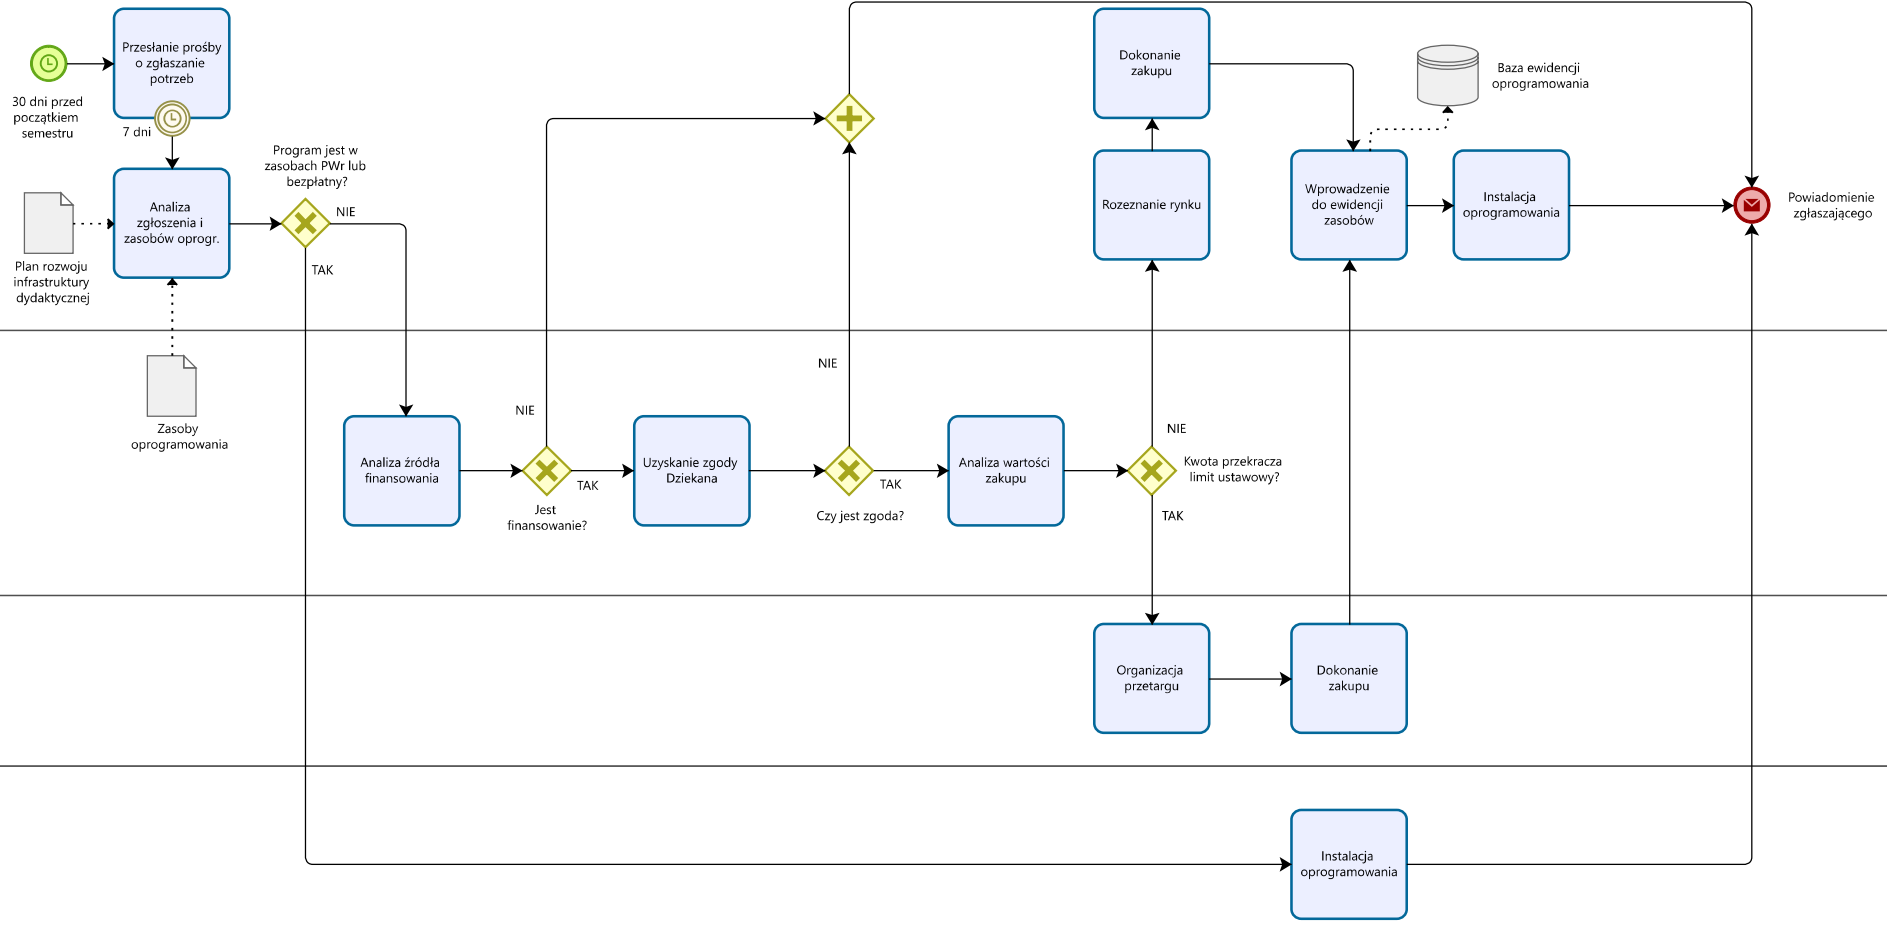 Przesłanie prośby
o zgłaszanie
potrzeb
30 dni przed
początkiem
semestru
7 dni
Program jest w
zasobach PWr lub
bezpłatny?
NIE
TAK
Analiza
zgłoszenia i
zasobów oprogr.
Plan rozwoju
infrastruktury
dydaktycznej
Zasoby
oprogramowania
Analiza źródła
finansowania
NIE
TAK
Jest
finansowanie?
Uzyskanie zgody
Dziekana
NIE
TAK
Czy jest zgoda?
Analiza wartości
zakupu
NIE
Kwota przekracza
limit ustawowy?
TAK
Rozeznanie rynku
Dokonanie
zakupu
Baza ewidencji
oprogramowania
Wprowadzenie
do ewidencji
zasobów
Instalacja
oprogramowania
Powiadomienie
zgłaszającego
Organizacja
przetargu
Dokonanie
zakupu
Instalacja
oprogramowania